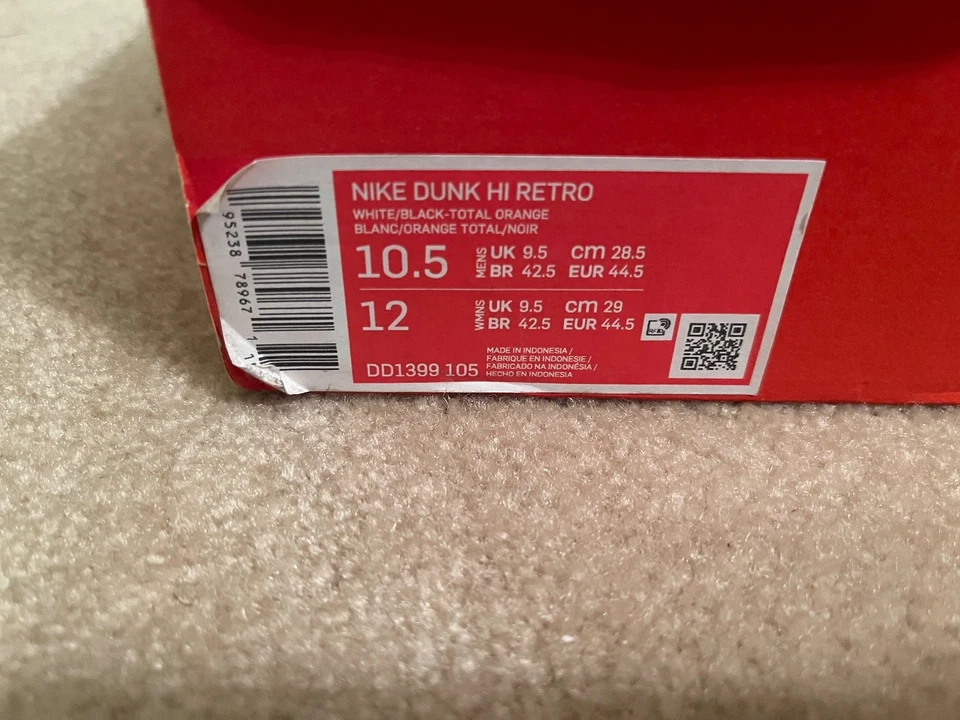 NIKE DUNK HI RETRO
WHITE/BLACK-TOTAL ORANGE
BLANC/ORANGE TOTAL/NOIR
10.5 MENS UK 9.5 cm 28.5
BR 42.5 EUR 44.5
12 WMNS UK 9.5 cm 29
BR 42.5 EUR 44.5
DD1399 105
MADE IN INDONESIA /
FABRIQUE EN INDONESIE /
FABRICADO NA INDONÉSIA /
HECHO EN INDONESIA
95238 78967